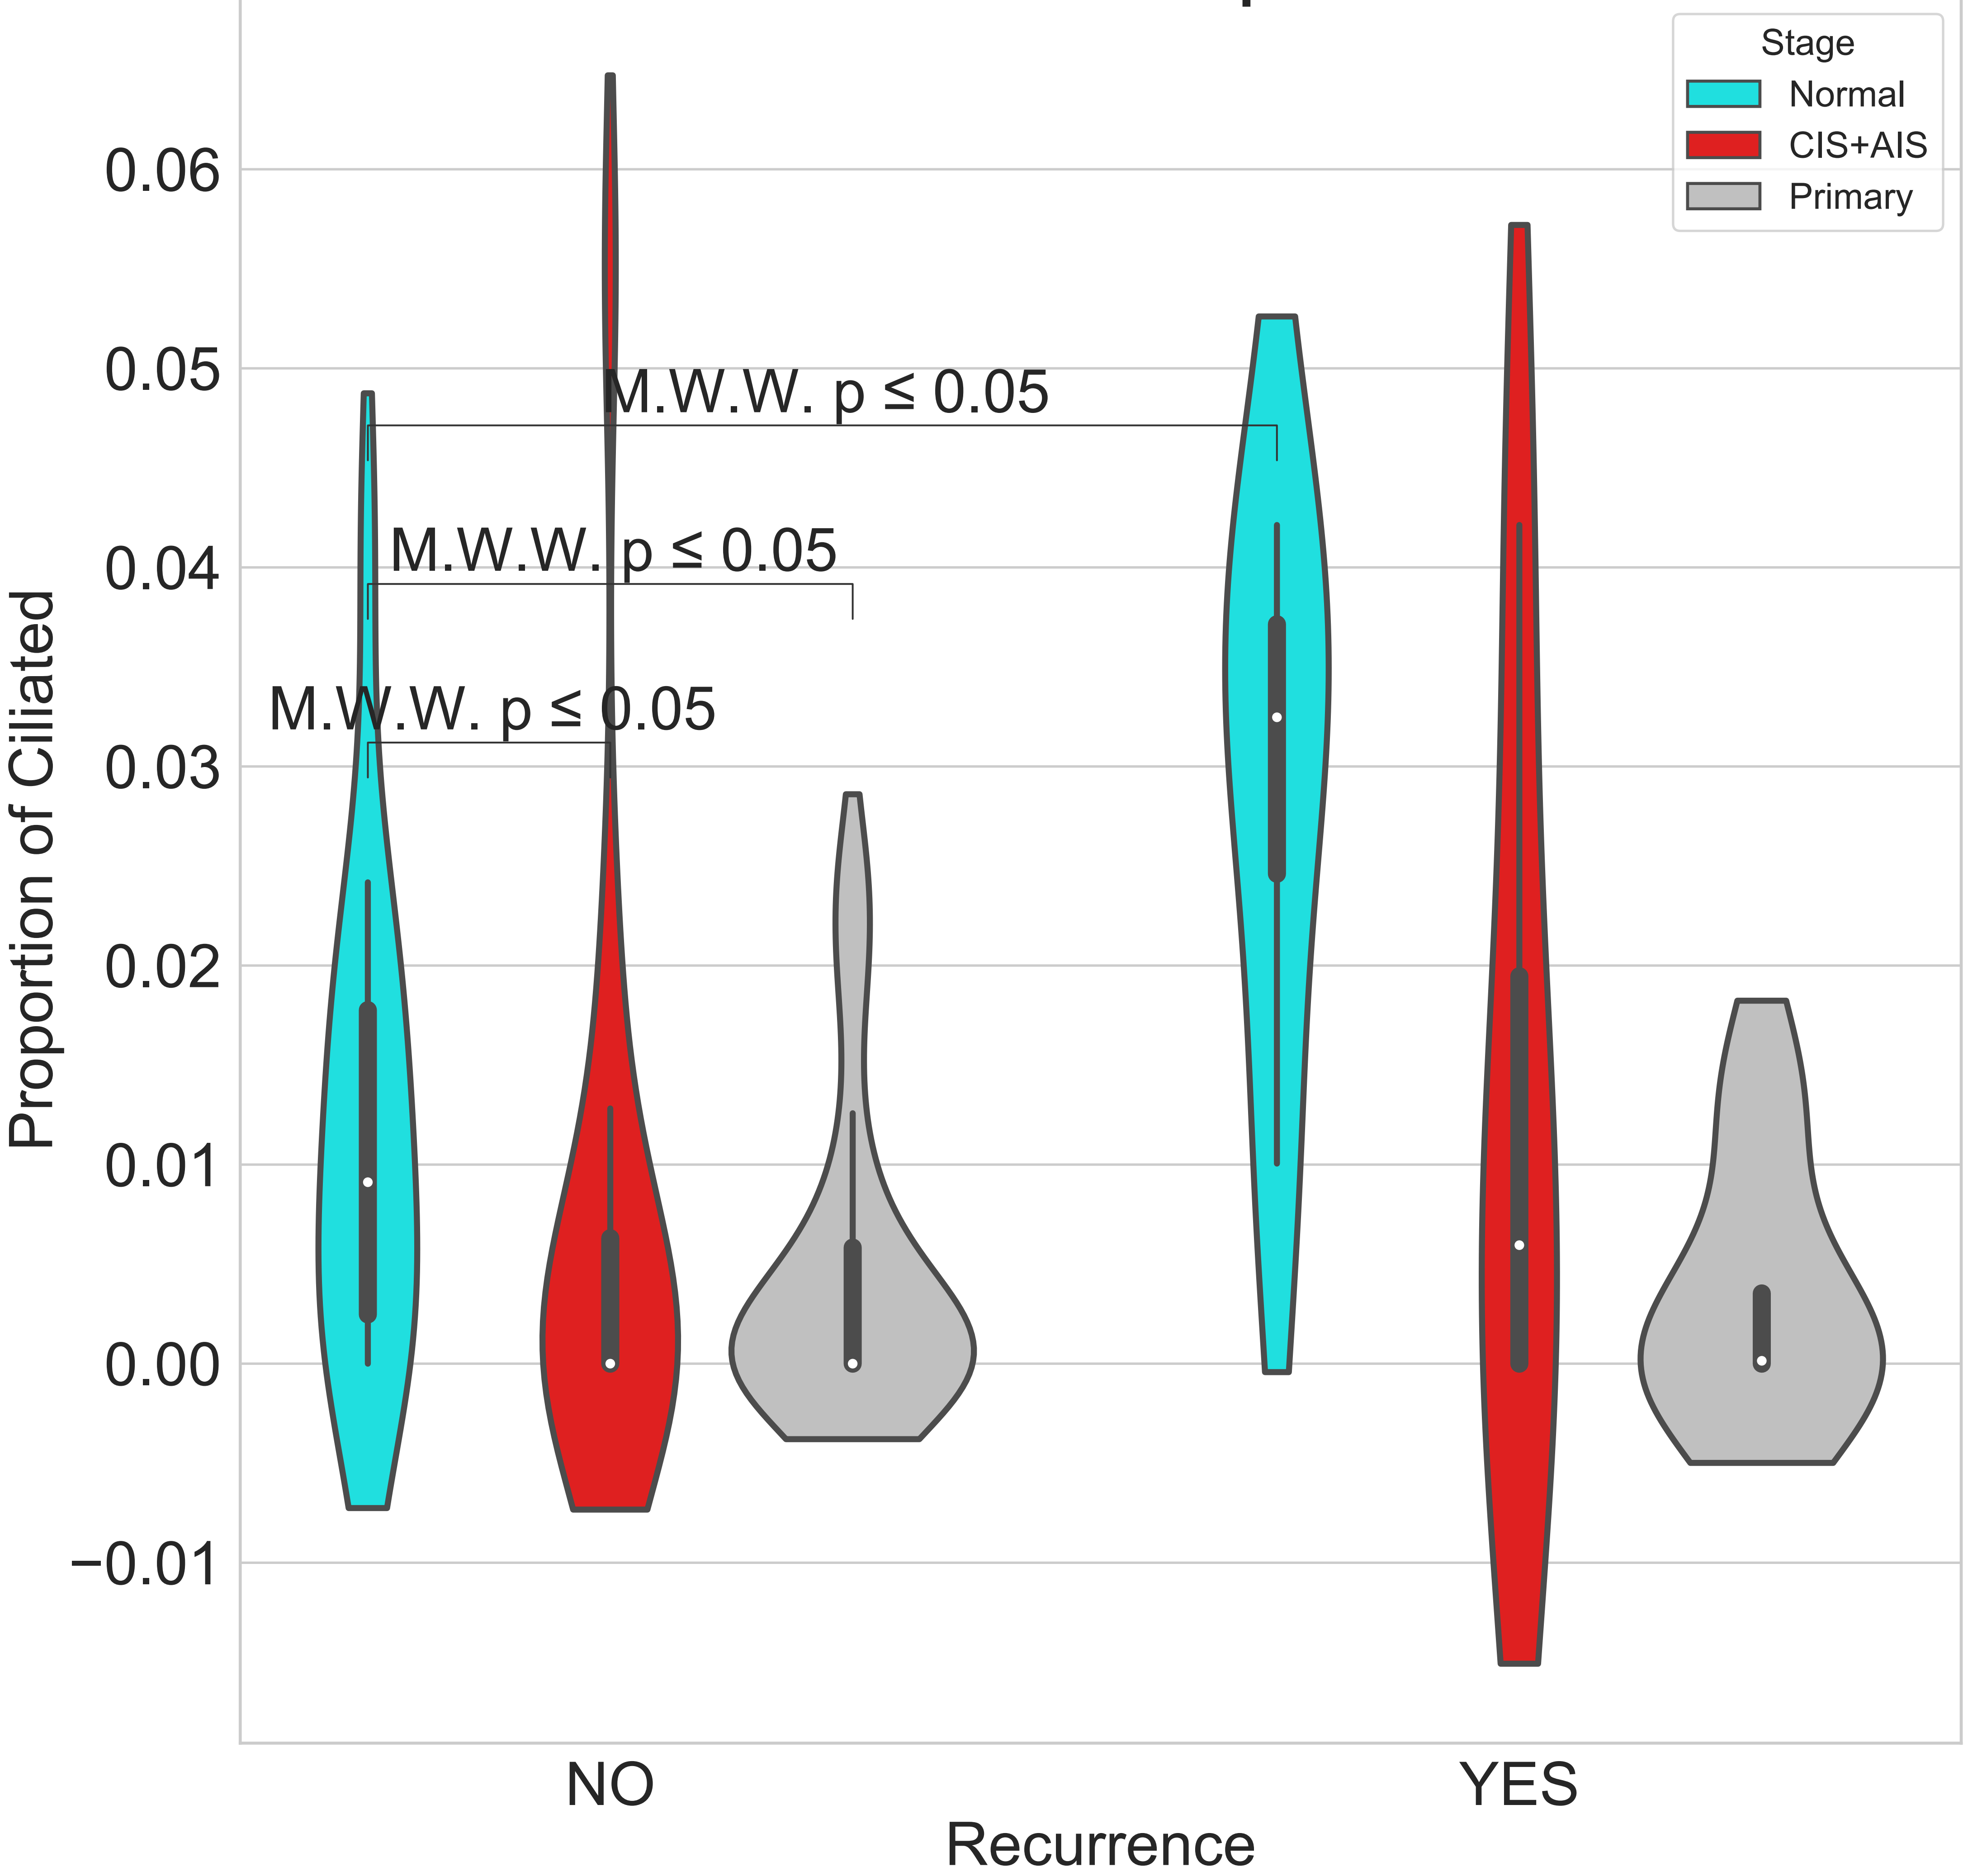 Stage
Normal
CIS+AIS
Primary
0.06
0.05
0.04
0.03
0.02
0.01
0.00
−0.01
Proportion of Ciliated
M.W.W. p ≤ 0.05
M.W.W. p ≤ 0.05
M.W.W. p ≤ 0.05
NO
YES
Recurrence